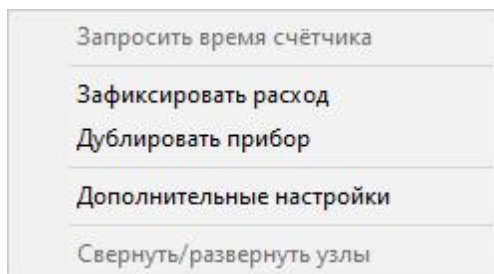 Запросить время счётчика
Зафиксировать расход
Дублировать прибор
Дополнительные настройки
Свернуть/развернуть узлы